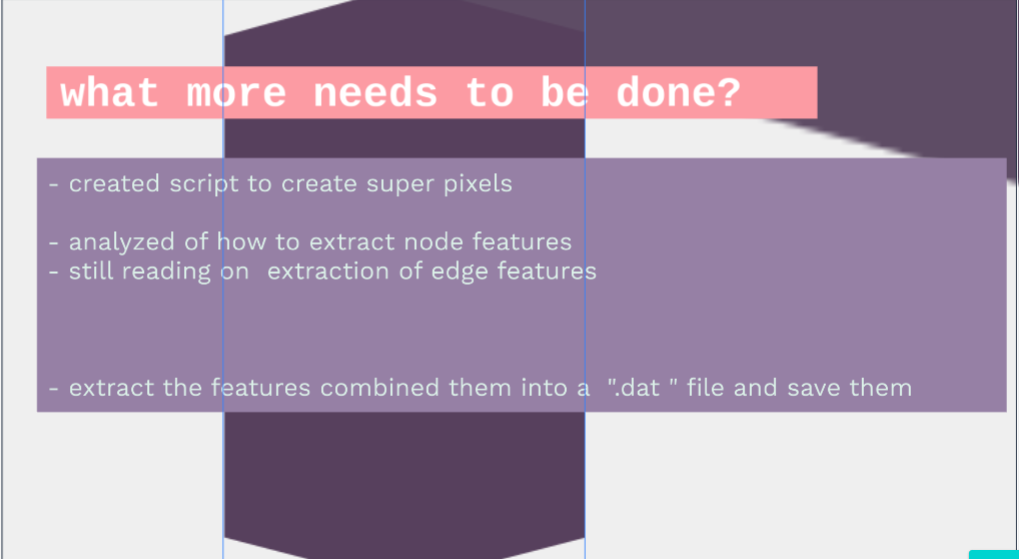 what more needs to be done?
- created script to create super pixels
- analyzed of how to extract node features
- still reading on  extraction of edge features
- extract the features combined them into a  ".dat " file and save them